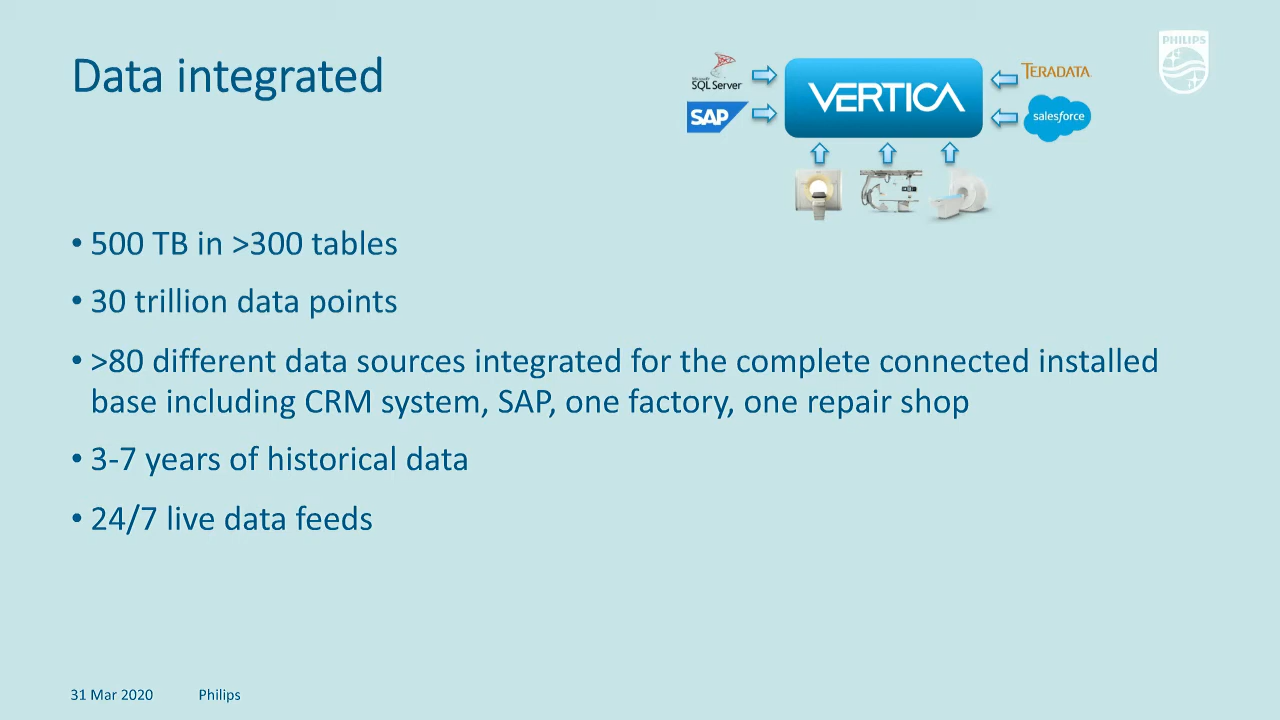 Data integrated
Microsoft
SQL Server
SAP
VERTICA
TERADATA
salesforce
PHILIPS
• 500 TB in >300 tables
• 30 trillion data points
• >80 different data sources integrated for the complete connected installed
base including CRM system, SAP, one factory, one repair shop
• 3-7 years of historical data
• 24/7 live data feeds
31 Mar 2020
Philips